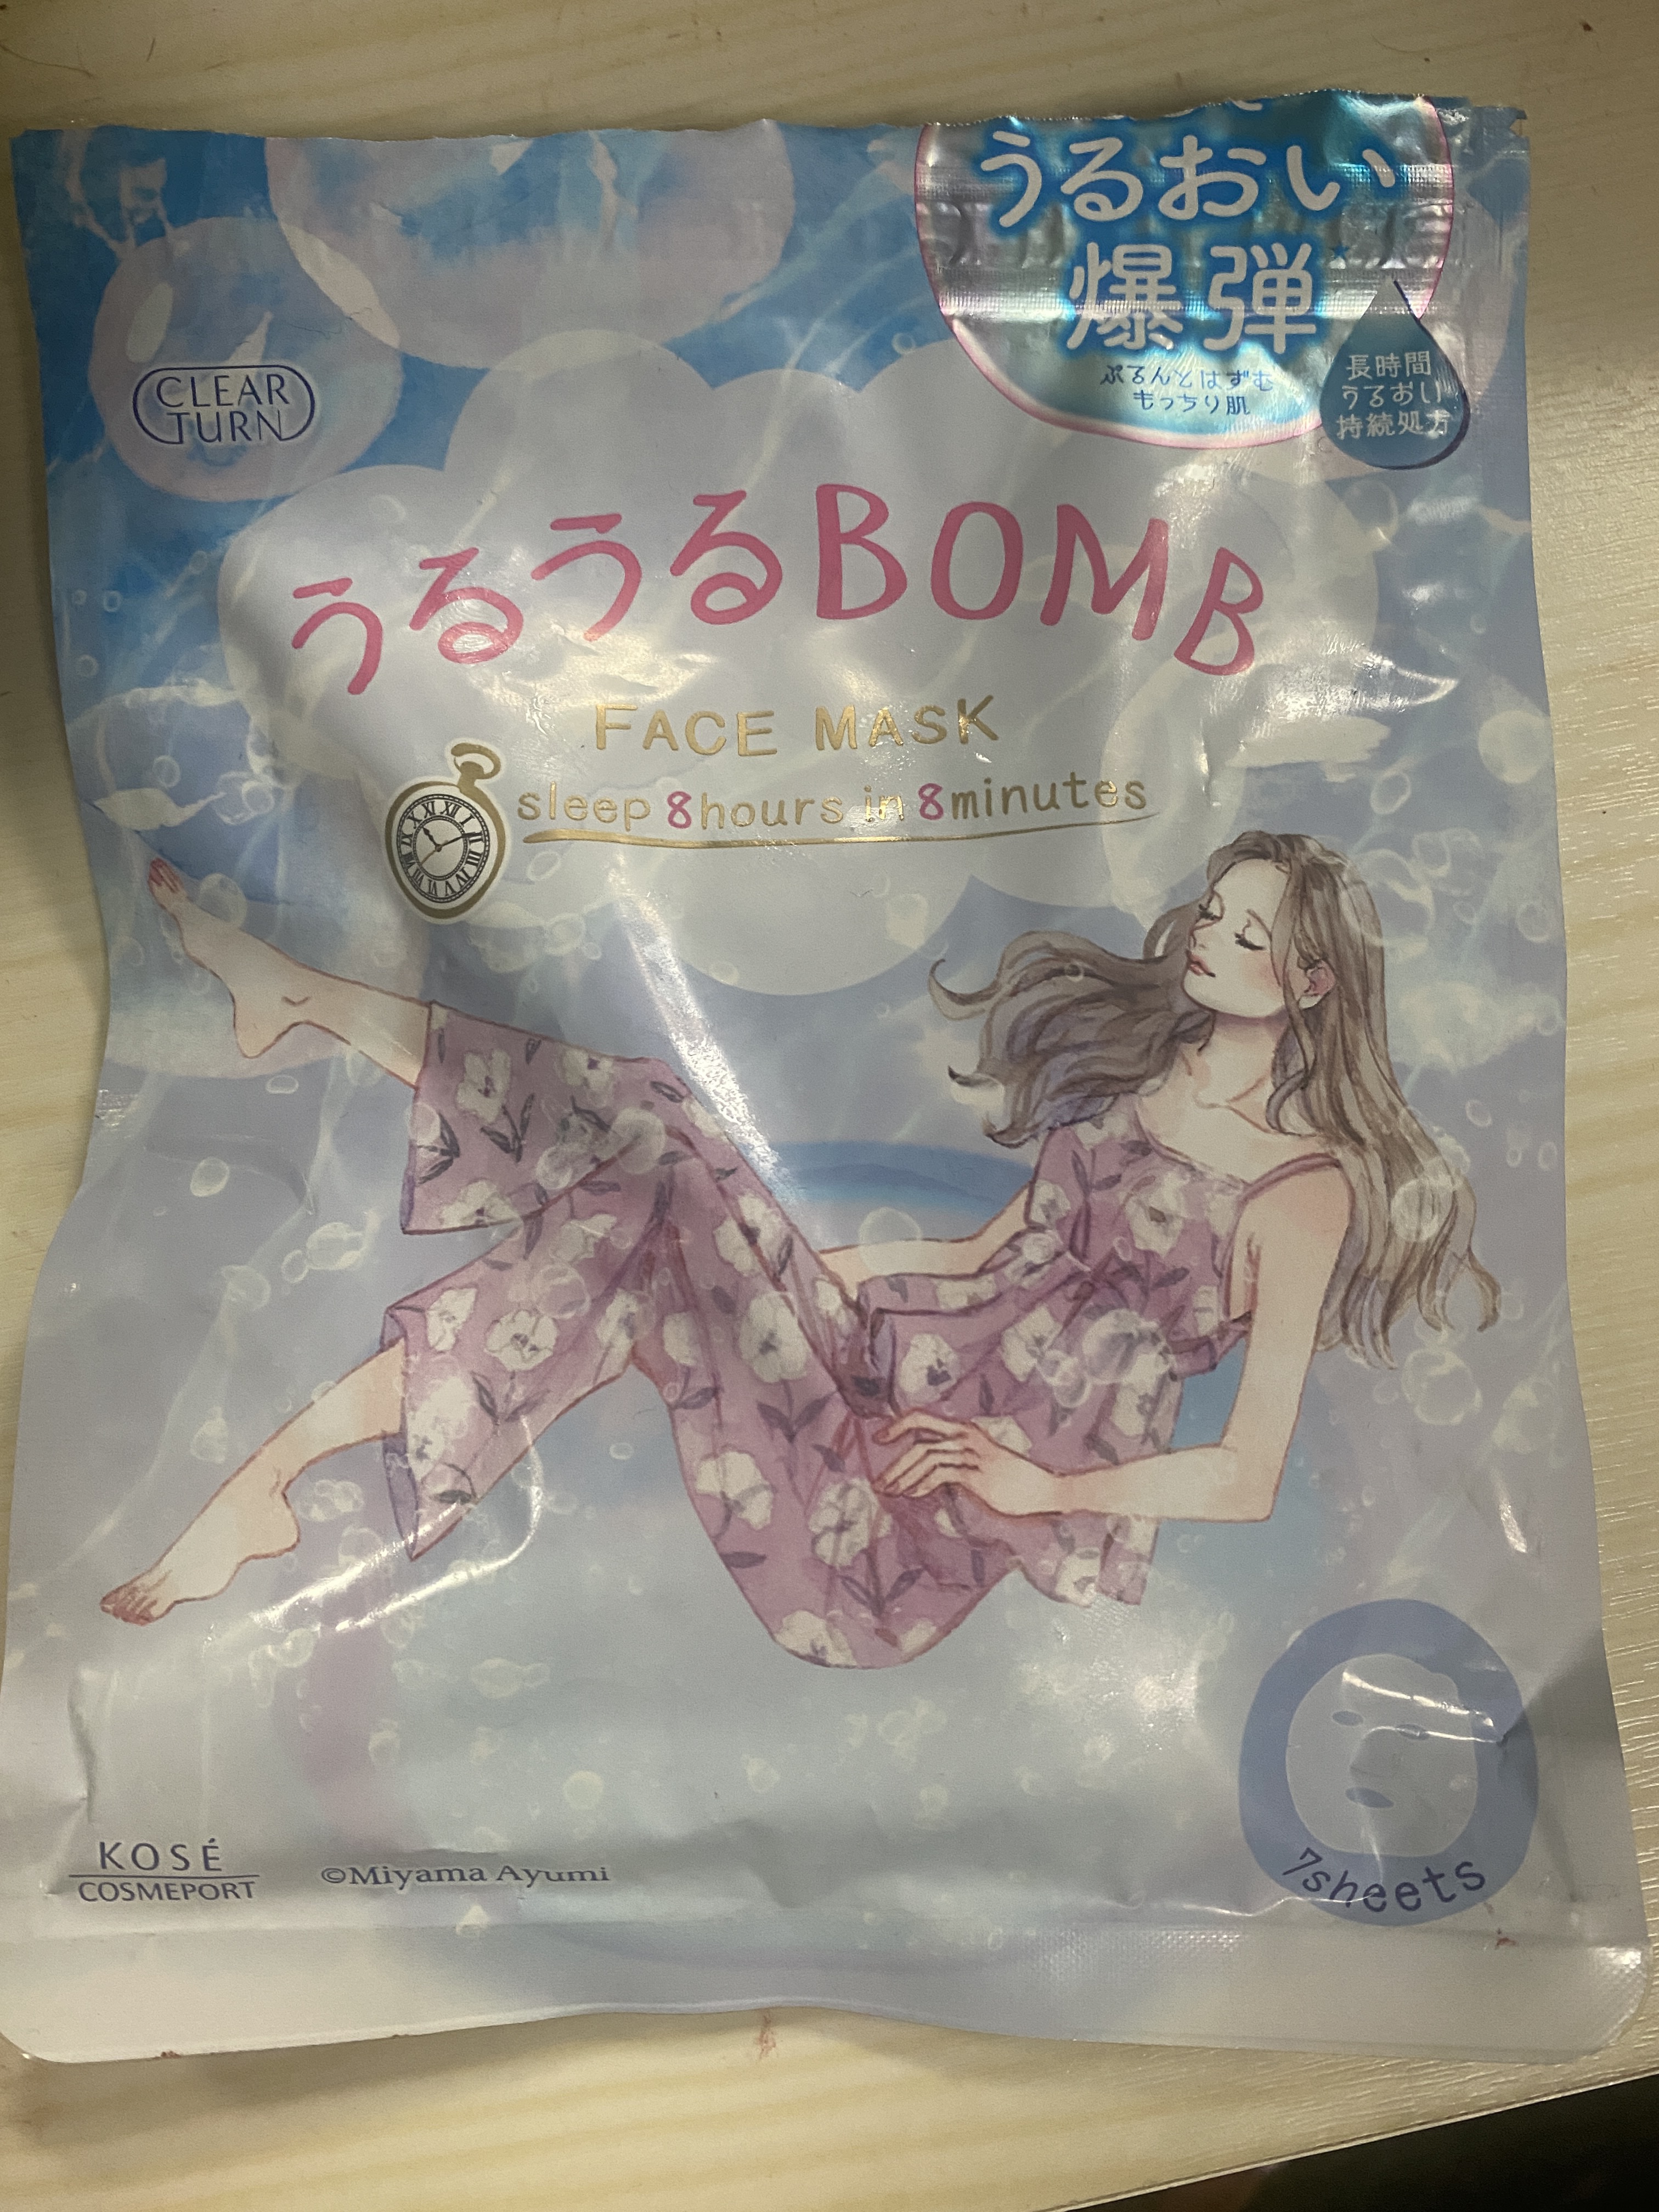 うるおい
爆弾
ぷるんとはずむ
もっちり肌
長時間
うるおい
持続処方
CLEAR
TURN
うるうるBOMB
FACE MASK
sleep 8hours in 8minutes
7sheets
KOSÉ
COSMEPORT
©Miyama Ayumi